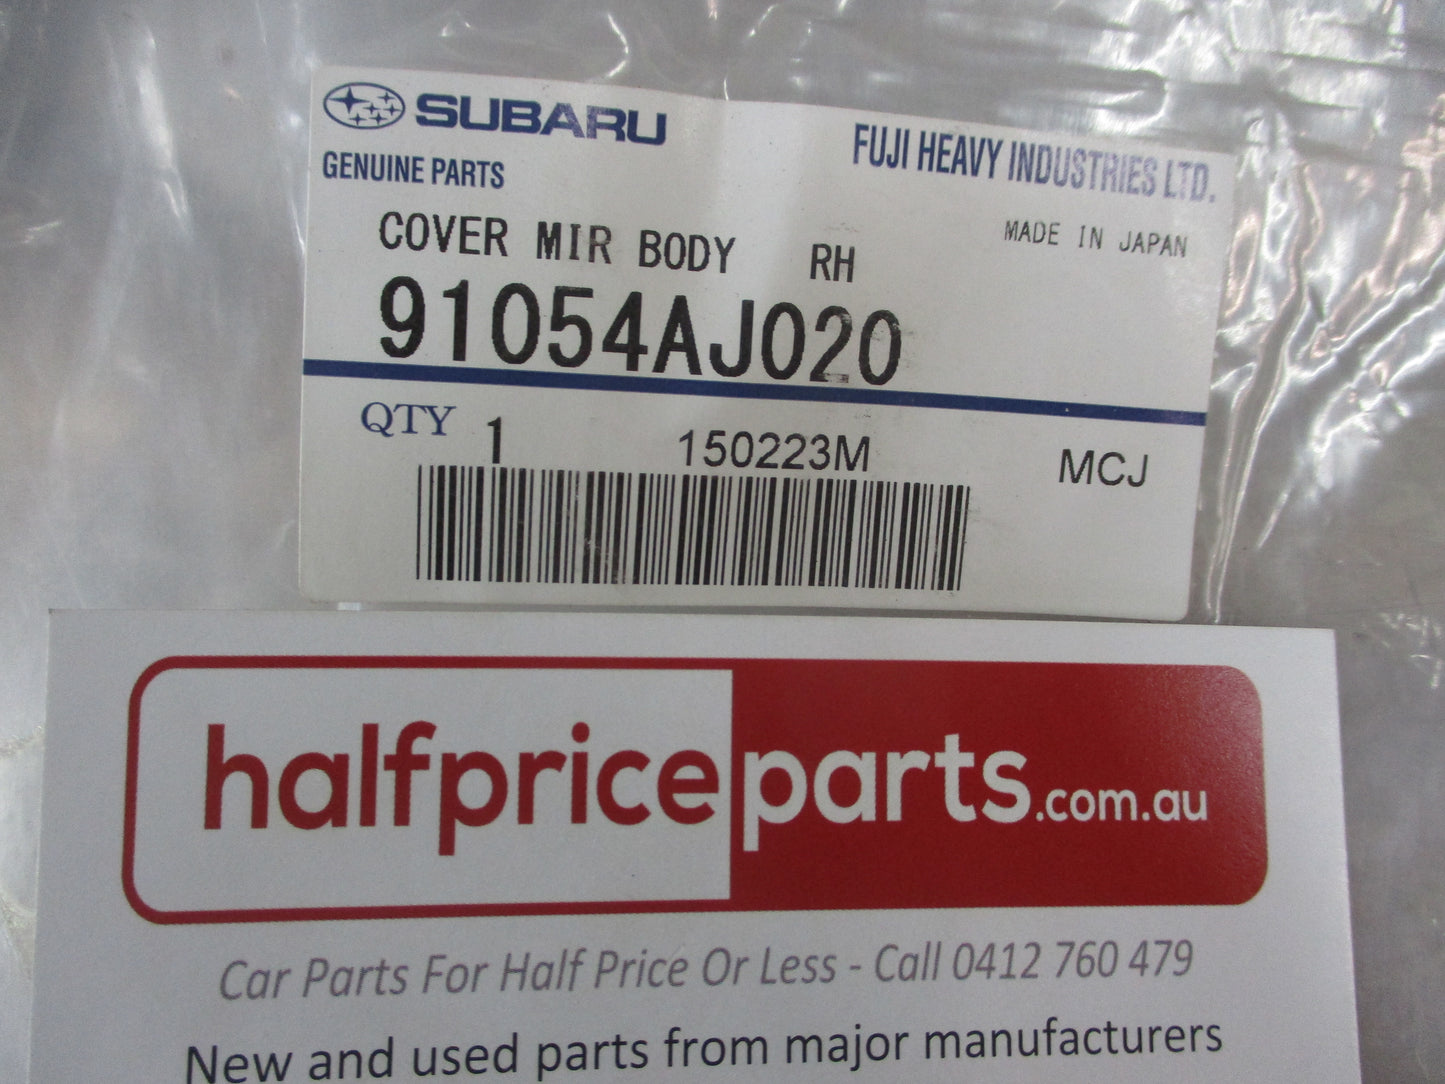 SUBARU
FUJI HEAVY INDUSTRIES LTD.
GENUINE PARTS
COVER MIR BODY RH
MADE IN JAPAN
91054AJ020
QTY 1 150223M MCJ
halfpriceparts.com.au
Car Parts For Half Price Or Less - Call 0412 760 479
New and used parts from major manufacturers